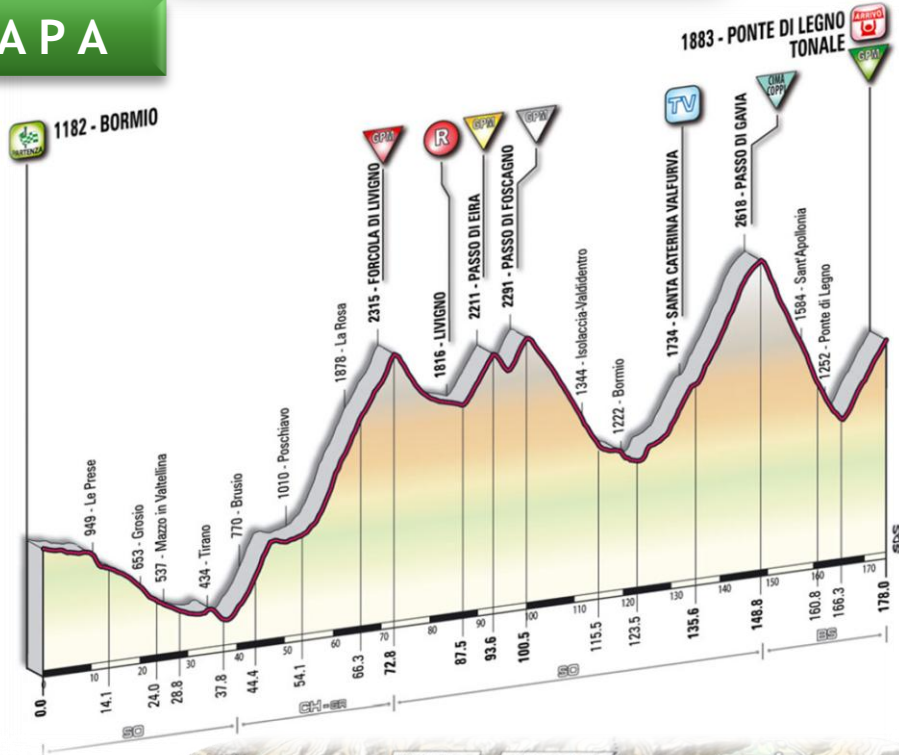 APA
1182 - BORMIO
PARTENZA
949 - Le Prese
653 - Grosio
537 - Mazzo in Valtellina
434 - Tirano
770 - Brusio
1010 - Poschiavo
1878 - La Rosa
GPM
2315 - FORCOLA DI LIVIGNO
R
1816 - LIVIGNO
GPM
2211 - PASSO DI EIRA
GPM
2291 - PASSO DI FOSCAGNO
1344 - Isolaccia-Valdidentro
1222 - Bormio
TV
1734 - SANTA CATERINA VALFURVA
CIMA
COPPI
2618 - PASSO DI GAVIA
1584 - Sant'Apollonia
1252 - Ponte di Legno
1883 - PONTE DI LEGNO
TONALE
ARRIVO
GPM
SDS
10 20 30 40 50 60 70 80 90 100 110 120 130 140 150 160 170
0.0 14.1 24.0 28.8 37.8 44.4 54.1 66.3 72.8 87.5 93.6 100.5 115.5 123.5 135.6 148.8 160.8 166.3 178.0
SO CH - GR SO BS